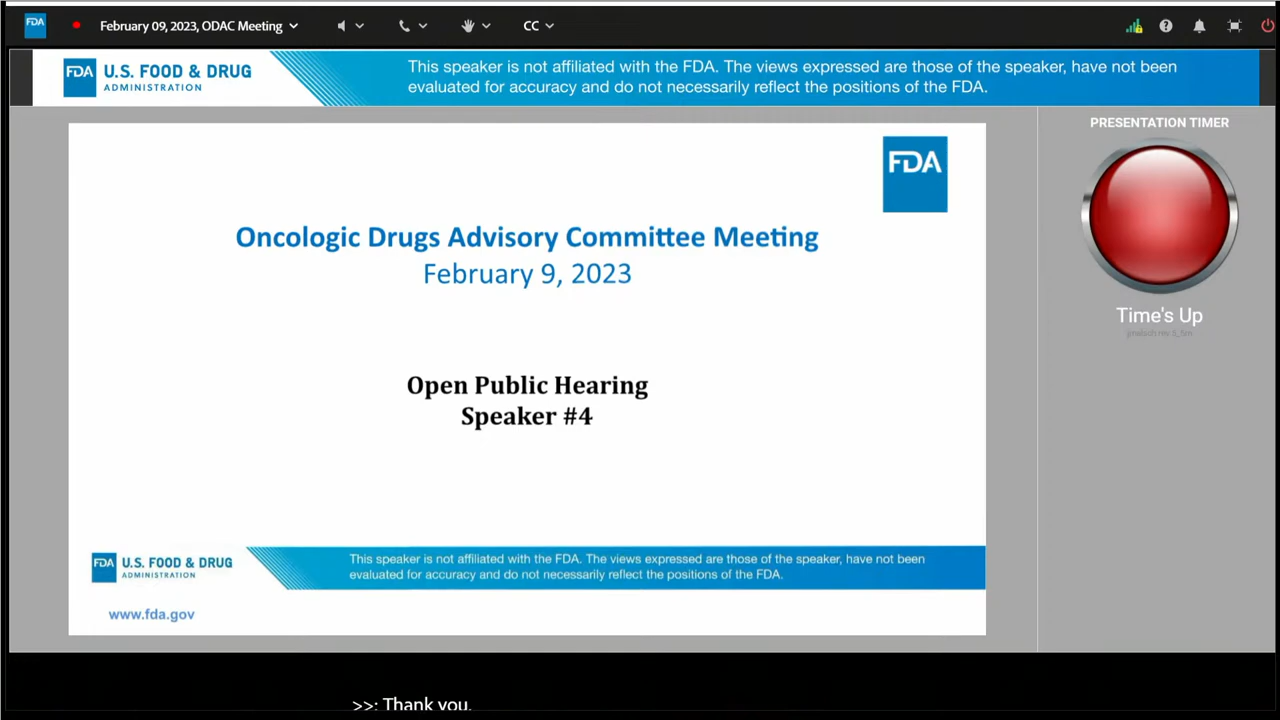 FDA
February 09, 2023, ODAC Meeting
CC
FDA U.S. FOOD & DRUG
ADMINISTRATION
This speaker is not affiliated with the FDA. The views expressed are those of the speaker, have not been
evaluated for accuracy and do not necessarily reflect the positions of the FDA.
PRESENTATION TIMER
FDA
Oncologic Drugs Advisory Committee Meeting
February 9, 2023
Time's Up
Open Public Hearing
Speaker #4
FDA U.S. FOOD & DRUG
ADMINISTRATION
This speaker is not affiliated with the FDA. The views expressed are those of the speaker, have not been
evaluated for accuracy and do not necessarily reflect the positions of the FDA.
www.fda.gov
>>: Thank you.